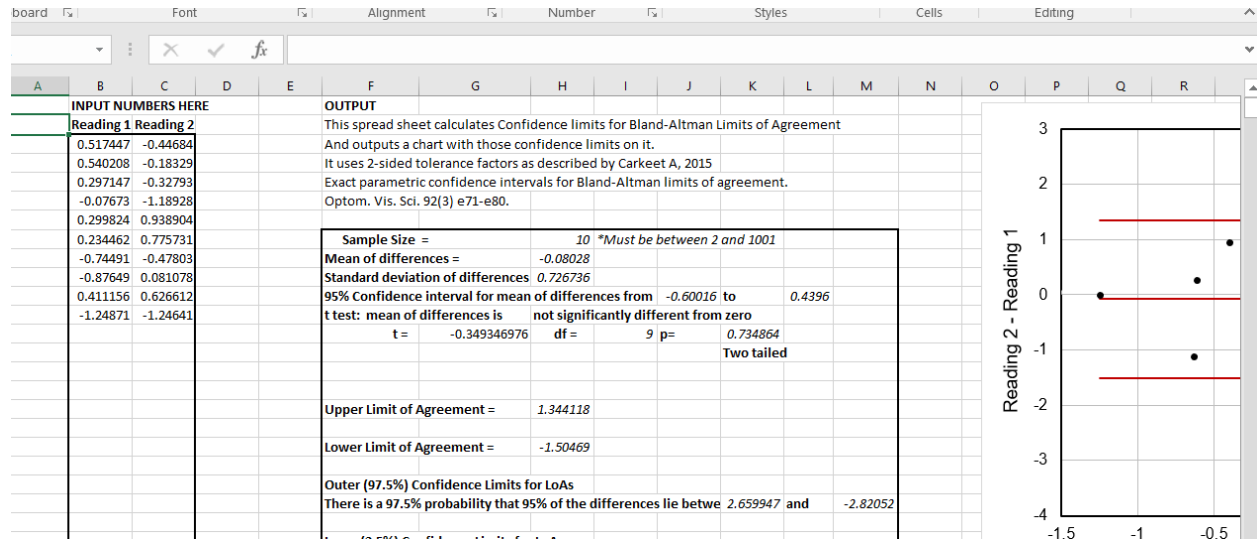 board Font Alignment Number Styles Cells Editing
fx
A B C D E F G H I J K L M N O P Q R
INPUT NUMBERS HERE OUTPUT
Reading 1 Reading 2 This spread sheet calculates Confidence limits for Bland-Altman Limits of Agreement
0.517447 -0.44684 And outputs a chart with those confidence limits on it.
0.540208 -0.18329 It uses 2-sided tolerance factors as described by Carkeet A, 2015
0.297147 -0.32793 Exact parametric confidence intervals for Bland-Altman limits of agreement.
-0.07673 -1.18928 Optom. Vis. Sci. 92(3) e71-e80.
0.299824 0.938904
0.234462 0.775731 Sample Size = 10 *Must be between 2 and 1001
-0.74491 -0.47803 Mean of differences = -0.08028
-0.87649 0.081078 Standard deviation of differences 0.726736
0.411156 0.626612 95% Confidence interval for mean of differences from -0.60016 to 0.4396
-1.24871 -1.24641 t test: mean of differences is not significantly different from zero
t = -0.349346976 df = 9 p= 0.734864
Two tailed
Upper Limit of Agreement = 1.344118
Lower Limit of Agreement = -1.50469
Outer (97.5%) Confidence Limits for LoAs
There is a 97.5% probability that 95% of the differences lie betwe 2.659947 and -2.82052
Reading 2 - Reading 1
3
2
1
0
-1
-2
-3
-4
-1.5 -1 -0.5